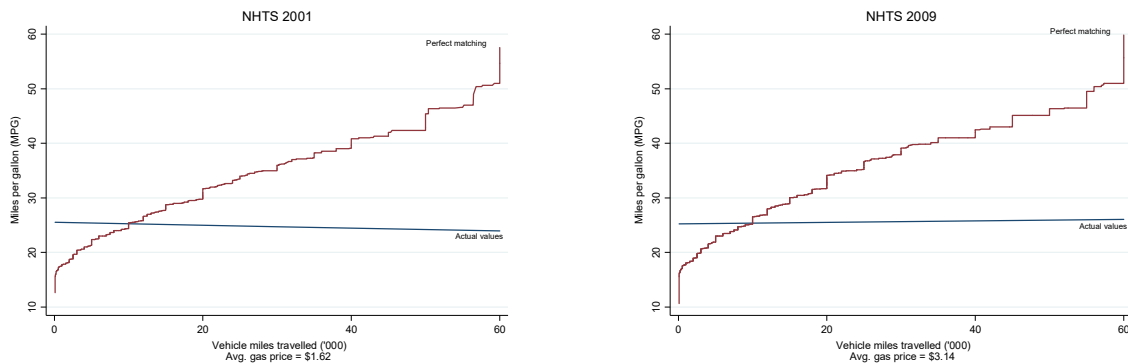 NHTS 2001
Miles per gallon (MPG)
60
50
40
30
20
10
Perfect matching
Actual values
0
20
40
60
Vehicle miles travelled ('000)
Avg. gas price = $1.62
NHTS 2009
Miles per gallon (MPG)
60
50
40
30
20
10
Perfect matching
Actual values
0
20
40
60
Vehicle miles travelled ('000)
Avg. gas price = $3.14